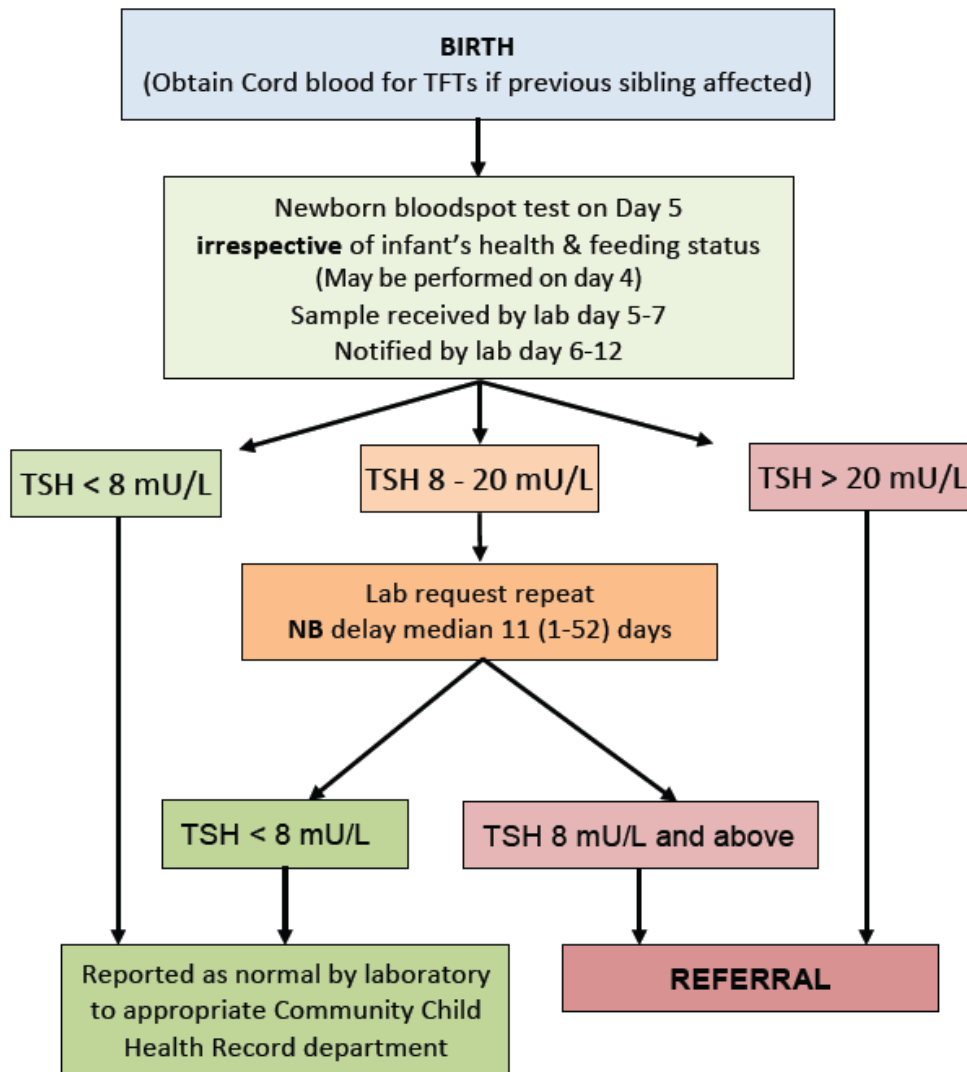 BIRTH
(Obtain Cord blood for TFTs if previous sibling affected)
Newborn bloodspot test on Day 5
irrespective of infant's health & feeding status
(May be performed on day 4)
Sample received by lab day 5-7
Notified by lab day 6-12
TSH < 8 mU/L
TSH 8 - 20 mU/L
TSH > 20 mU/L
Lab request repeat
NB delay median 11 (1-52) days
TSH < 8 mU/L
TSH 8 mU/L and above
Reported as normal by laboratory
to appropriate Community Child
Health Record department
REFERRAL